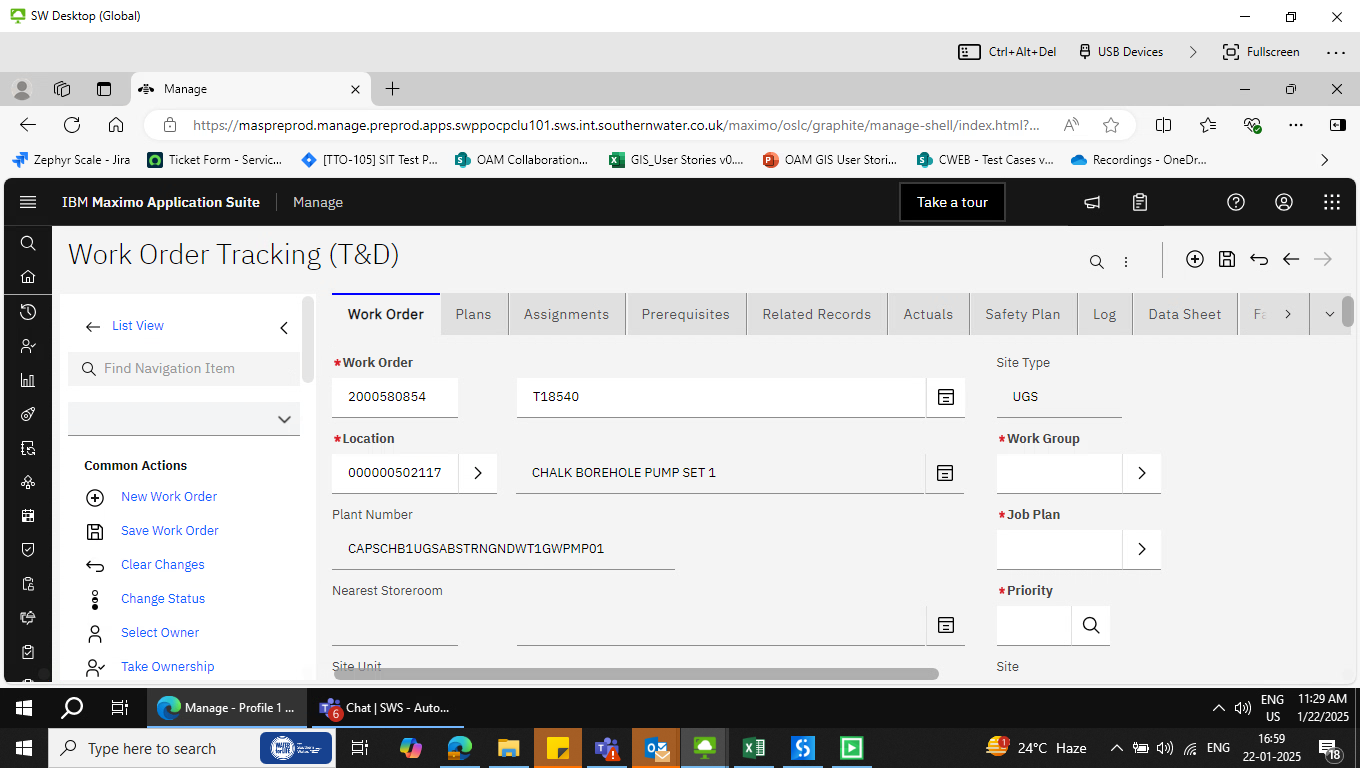 SW Desktop (Global)
Ctrl+Alt+Del
USB Devices
Fullscreen
Manage
https://maspreprod.manage.preprod.apps.swppocpclu101.sws.int.southernwater.co.uk/maximo/oslc/graphite/manage-shell/index.html?...
Zephyr Scale - Jira
Ticket Form - Servic...
[TTO-105] SIT Test P...
OAM Collaboration...
GIS_User Stories v0....
OAM GIS User Stori...
CWEB - Test Cases v...
Recordings - OneDr...
IBM Maximo Application Suite
Manage
Take a tour
Work Order Tracking (T&D)
List View
Find Navigation Item
Common Actions
New Work Order
Save Work Order
Clear Changes
Change Status
Select Owner
Take Ownership
Work Order
Plans
Assignments
Prerequisites
Related Records
Actuals
Safety Plan
Log
Data Sheet
*Work Order
2000580854
T18540
Site Type
UGS
*Location
000000502117
CHALK BOREHOLE PUMP SET 1
*Work Group
Plant Number
CAPSCHB1UGSABSTRNGNDWT1GWPMP01
*Job Plan
Nearest Storeroom
*Priority
Site Unit
Site
Manage - Profile 1 ...
6
Chat | SWS - Auto...
ENG
US
11:29 AM
1/22/2025
Type here to search
1
24°C Haze
ENG
16:59
22-01-2025
18